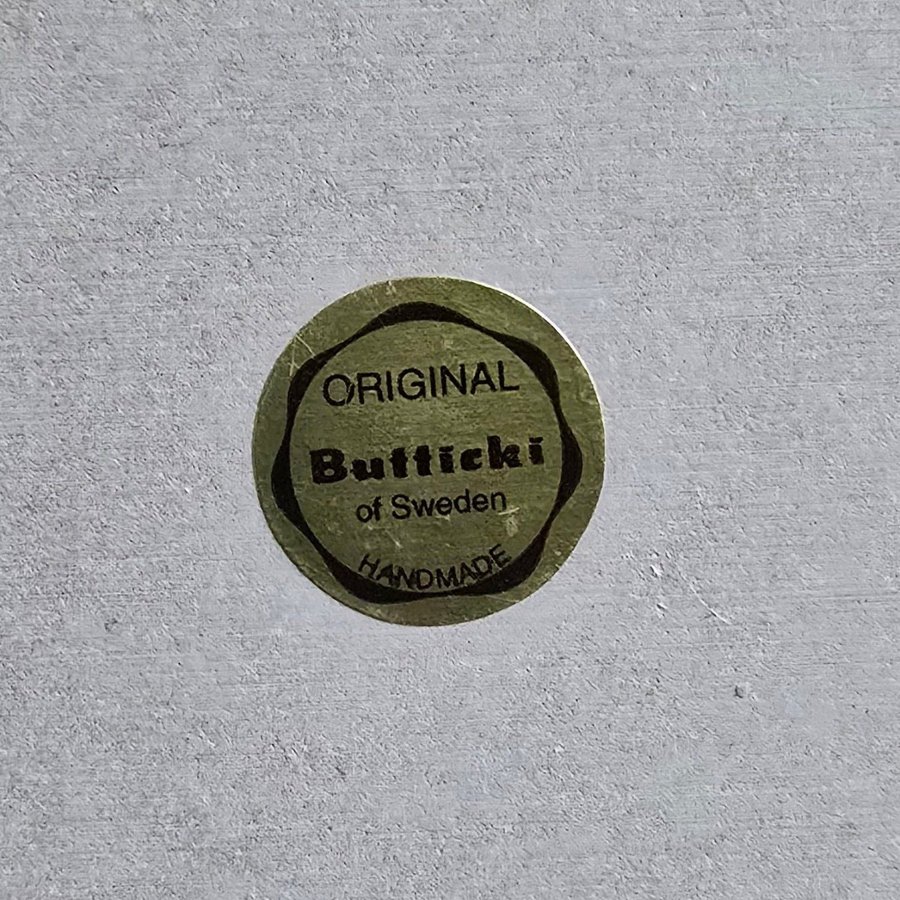 ORIGINAL
Butticki
of Sweden
HANDMADE